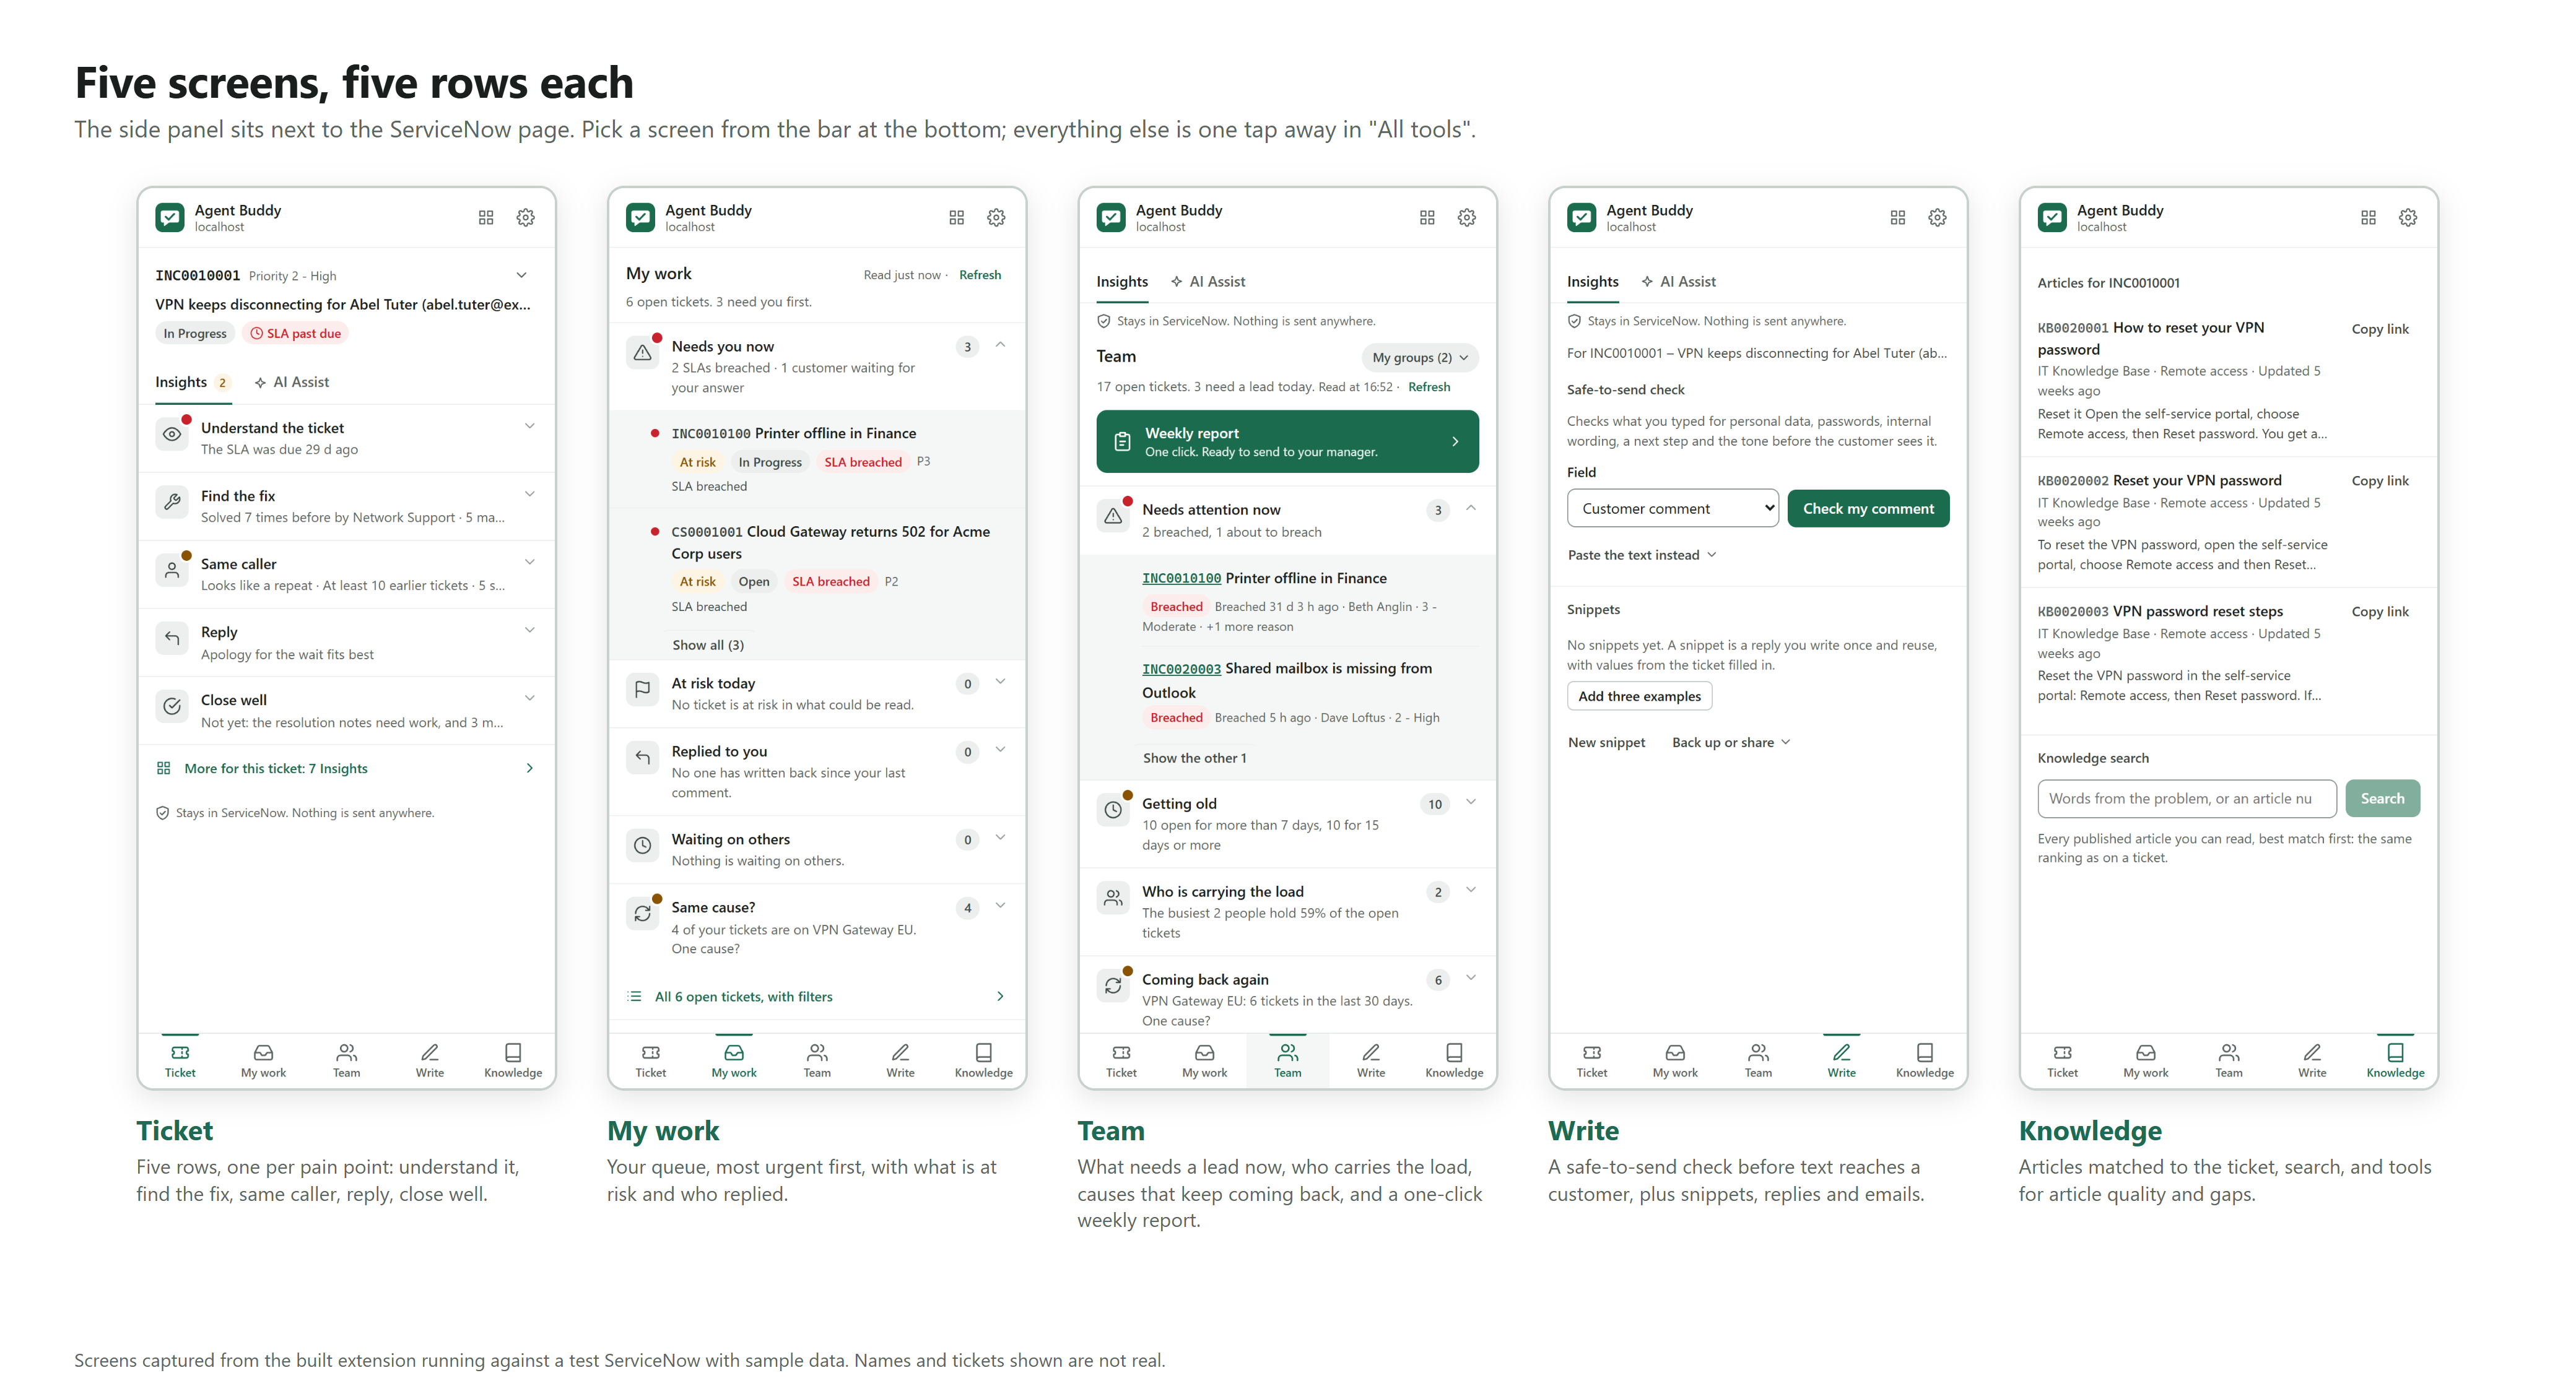 Five screens, five rows each
The side panel sits next to the ServiceNow page. Pick a screen from the bar at the bottom; everything else is one tap away in "All tools".
Agent Buddy
localhost
INC0010001 Priority 2 - High
VPN keeps disconnecting for Abel Tuter (abel.tuter@ex...
In Progress SLA past due
Insights 2 AI Assist
Understand the ticket
The SLA was due 29 d ago
Find the fix
Solved 7 times before by Network Support · 5 ma...
Same caller
Looks like a repeat · At least 10 earlier tickets · 5 s...
Reply
Apology for the wait fits best
Close well
Not yet: the resolution notes need work, and 3 m...
More for this ticket: 7 Insights
Stays in ServiceNow. Nothing is sent anywhere.
Ticket My work Team Write Knowledge
Ticket
Five rows, one per pain point: understand it,
find the fix, same caller, reply, close well.
Agent Buddy
localhost
My work Read just now · Refresh
6 open tickets. 3 need you first.
Needs you now 3
2 SLAs breached · 1 customer waiting for
your answer
INC0010100 Printer offline in Finance
At risk In Progress SLA breached P3
SLA breached
CS0001001 Cloud Gateway returns 502 for Acme
Corp users
At risk Open SLA breached P2
SLA breached
Show all (3)
At risk today 0
No ticket is at risk in what could be read.
Replied to you 0
No one has written back since your last
comment.
Waiting on others 0
Nothing is waiting on others.
Same cause? 4
4 of your tickets are on VPN Gateway EU.
One cause?
All 6 open tickets, with filters
Ticket My work Team Write Knowledge
My work
Your queue, most urgent first, with what is at
risk and who replied.
Agent Buddy
localhost
Insights AI Assist
Stays in ServiceNow. Nothing is sent anywhere.
Team My groups (2)
17 open tickets. 3 need a lead today. Read at 16:52 · Refresh
Weekly report
One click. Ready to send to your manager.
Needs attention now 3
2 breached, 1 about to breach
INC0010100 Printer offline in Finance
Breached Breached 31 d 3 h ago · Beth Anglin · 3 -
Moderate · +1 more reason
INC0020003 Shared mailbox is missing from
Outlook
Breached Breached 5 h ago · Dave Loftus · 2 - High
Show the other 1
Getting old 10
10 open for more than 7 days, 10 for 15
days or more
Who is carrying the load 2
The busiest 2 people hold 59% of the open
tickets
Coming back again 6
VPN Gateway EU: 6 tickets in the last 30 days.
One cause?
Ticket My work Team Write Knowledge
Team
What needs a lead now, who carries the load,
causes that keep coming back, and a one-click
weekly report.
Agent Buddy
localhost
Insights AI Assist
Stays in ServiceNow. Nothing is sent anywhere.
For INC0010001 – VPN keeps disconnecting for Abel Tuter (ab...
Safe-to-send check
Checks what you typed for personal data, passwords, internal
wording, a next step and the tone before the customer sees it.
Field
Customer comment Check my comment
Paste the text instead
Snippets
No snippets yet. A snippet is a reply you write once and reuse,
with values from the ticket filled in.
Add three examples
New snippet Back up or share
Ticket My work Team Write Knowledge
Write
A safe-to-send check before text reaches a
customer, plus snippets, replies and emails.
Agent Buddy
localhost
Articles for INC0010001
KB0020001 How to reset your VPN Copy link
password
IT Knowledge Base · Remote access · Updated 5
weeks ago
Reset it Open the self-service portal, choose
Remote access, then Reset password. You get a...
KB0020002 Reset your VPN password Copy link
IT Knowledge Base · Remote access · Updated 5
weeks ago
To reset the VPN password, open the self-service
portal, choose Remote access and then Reset...
KB0020003 VPN password reset steps Copy link
IT Knowledge Base · Remote access · Updated 5
weeks ago
Reset the VPN password in the self-service
portal: Remote access, then Reset password. If...
Knowledge search
Words from the problem, or an article nu Search
Every published article you can read, best match first: the same
ranking as on a ticket.
Ticket My work Team Write Knowledge
Knowledge
Articles matched to the ticket, search, and tools
for article quality and gaps.
Screens captured from the built extension running against a test ServiceNow with sample data. Names and tickets shown are not real.